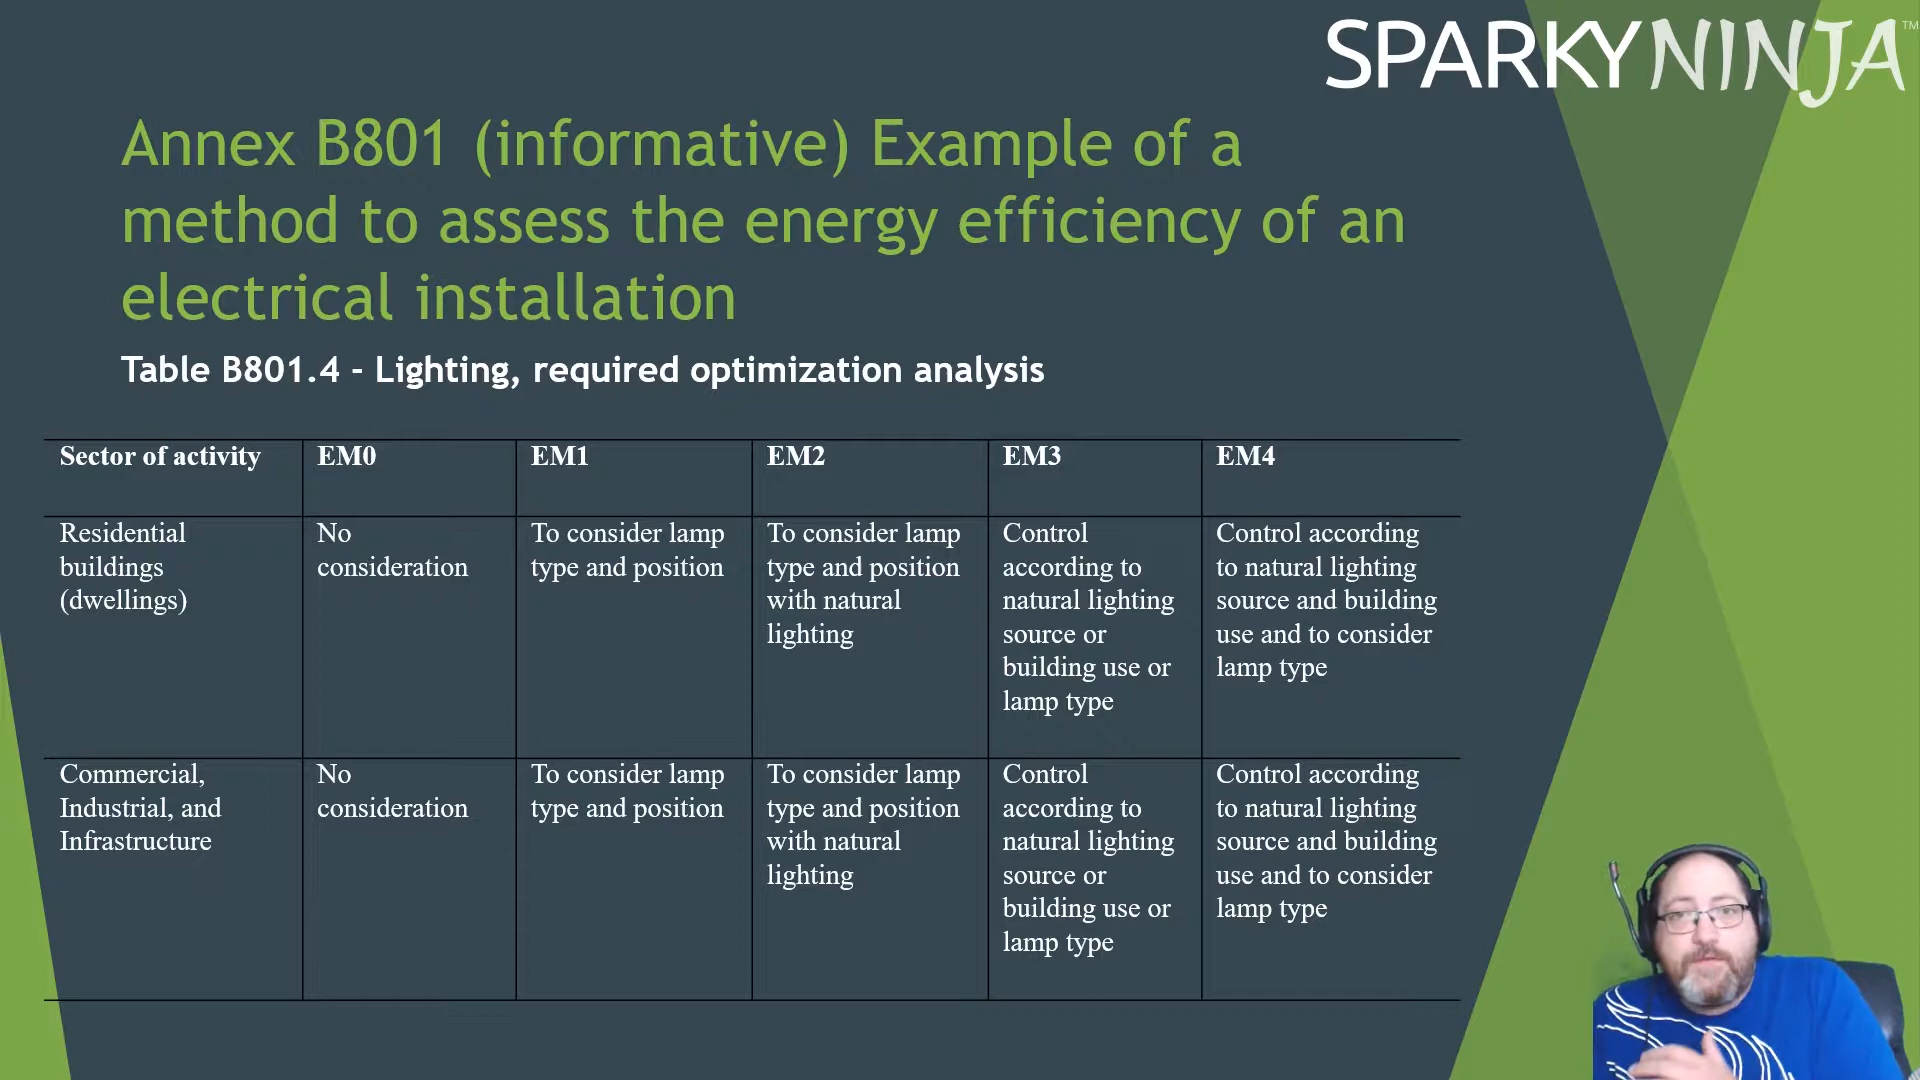 SPARKYNINJA™
Annex B801 (informative) Example of a
method to assess the energy efficiency of an
electrical installation
Table B801.4 - Lighting, required optimization analysis
Sector of activity
EM0
EM1
EM2
EM3
EM4
Residential
buildings
(dwellings)
No
consideration
To consider lamp
type and position
To consider lamp
type and position
with natural
lighting
Control
according to
natural lighting
source or
building use or
lamp type
Control according
to natural lighting
source and building
use and to consider
lamp type
Commercial,
Industrial, and
Infrastructure
No
consideration
To consider lamp
type and position
To consider lamp
type and position
with natural
lighting
Control
according to
natural lighting
source or
building use or
lamp type
Control according
to natural lighting
source and building
use and to consider
lamp type